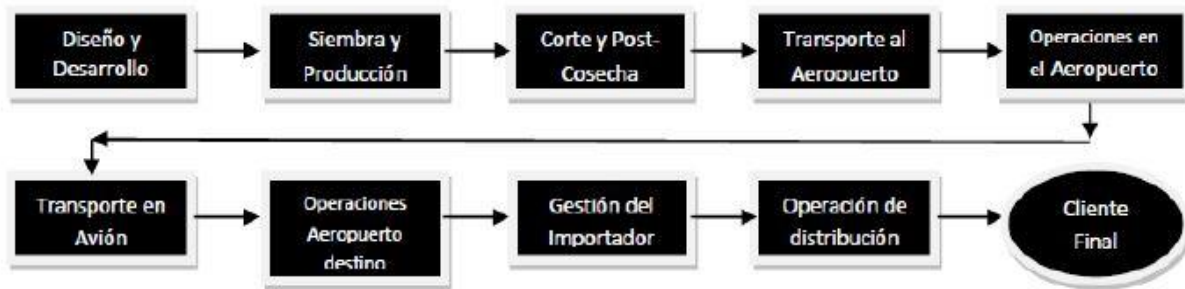 Diseño y
Desarrollo
Siembra y
Producción
Corte y Post-
Cosecha
Transporte al
Aeropuerto
Operaciones en
el Aeropuerto
Transporte en
Avión
Operaciones
Aeropuerto
destino
Gestión del
Importador
Operación de
distribución
Cliente
Final